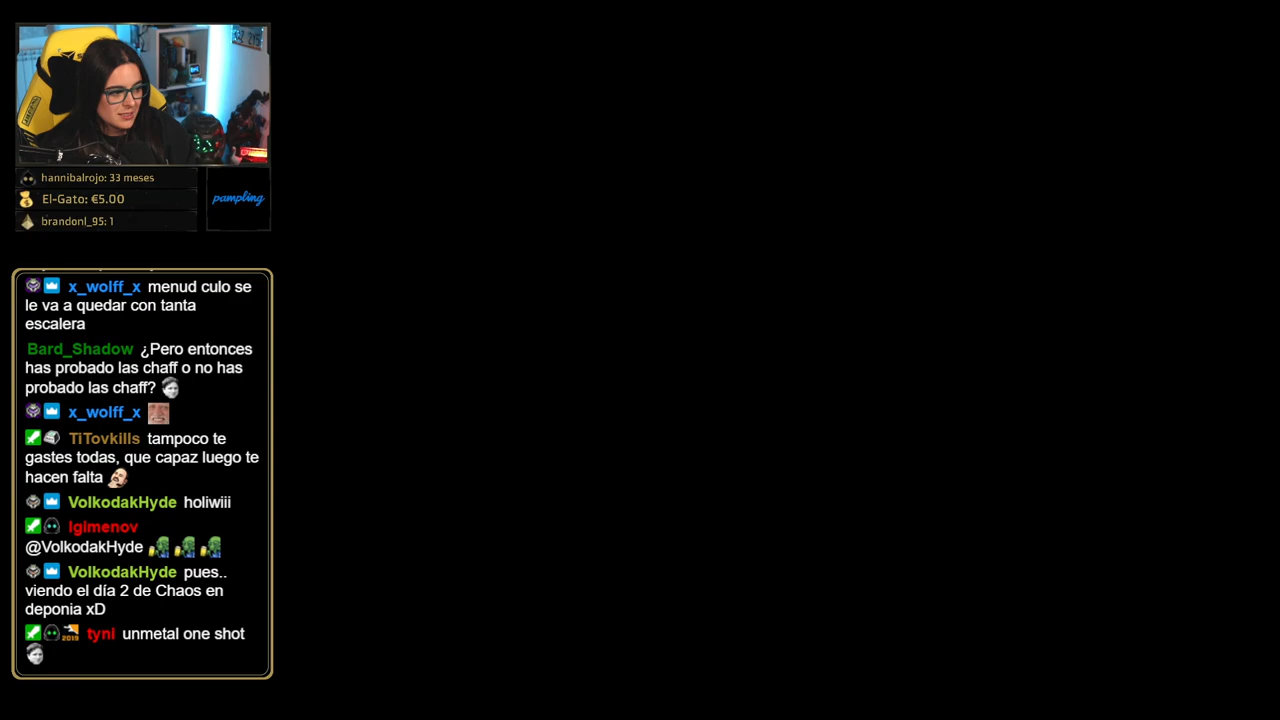 hannibalrojo: 33 meses
El-Gato: €5.00
brandonl_95: 1
pampling
x_wolff_x menud culo se
le va a quedar con tanta
escalera
Bard_Shadow ¿Pero entonces
has probado las chaff o no has
probado las chaff?
x_wolff_x
TiTovkills tampoco te
gastes todas, que capaz luego te
hacen falta
VolkodakHyde holiwiii
Igimenov
@VolkodakHyde
VolkodakHyde pues..
viendo el día 2 de Chaos en
deponia xD
2019 tyni unmetal one shot